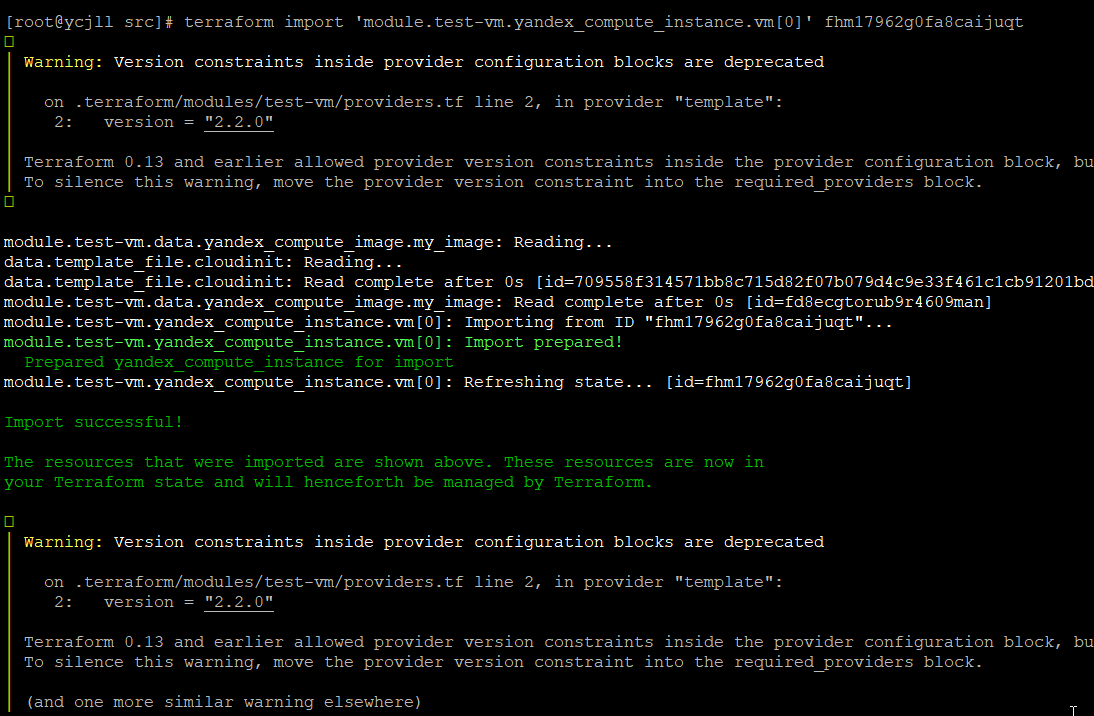 [root@ycjll src]# terraform import 'module.test-vm.yandex_compute_instance.vm[0]' fhm17962g0fa8caijuqt
Warning: Version constraints inside provider configuration blocks are deprecated
on .terraform/modules/test-vm/providers.tf line 2, in provider "template":
2:   version = "2.2.0"
Terraform 0.13 and earlier allowed provider version constraints inside the provider configuration block, bu
To silence this warning, move the provider version constraint into the required_providers block.
module.test-vm.data.yandex_compute_image.my_image: Reading...
data.template_file.cloudinit: Reading...
data.template_file.cloudinit: Read complete after 0s [id=709558f314571bb8c715d82f07b079d4c9e33f461c1cb91201bd
module.test-vm.data.yandex_compute_image.my_image: Read complete after 0s [id=fd8ecgtorub9r4609man]
module.test-vm.yandex_compute_instance.vm[0]: Importing from ID "fhm17962g0fa8caijuqt"...
module.test-vm.yandex_compute_instance.vm[0]: Import prepared!
Prepared yandex_compute_instance for import
module.test-vm.yandex_compute_instance.vm[0]: Refreshing state... [id=fhm17962g0fa8caijuqt]
Import successful!
The resources that were imported are shown above. These resources are now in
your Terraform state and will henceforth be managed by Terraform.
Warning: Version constraints inside provider configuration blocks are deprecated
on .terraform/modules/test-vm/providers.tf line 2, in provider "template":
2:   version = "2.2.0"
Terraform 0.13 and earlier allowed provider version constraints inside the provider configuration block, bu
To silence this warning, move the provider version constraint into the required_providers block.
(and one more similar warning elsewhere)